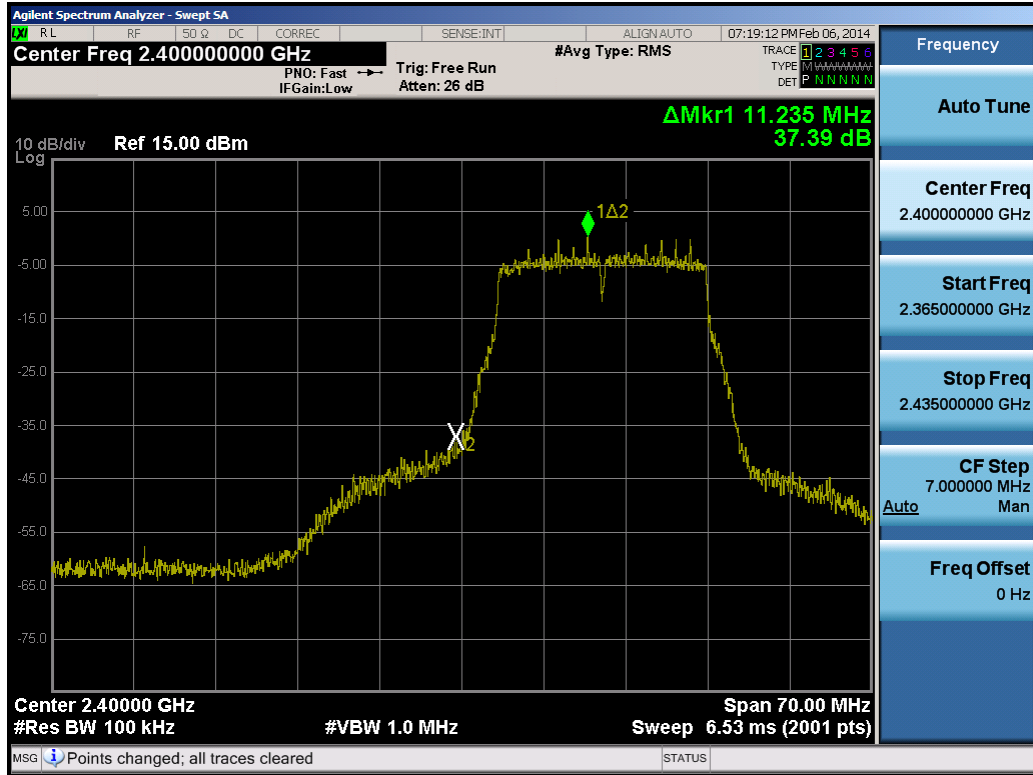 Agilent Spectrum Analyzer - Swept SA
LXI RL RF 50 Ω DC CORREC SENSE:INT ALIGN AUTO 07:19:12 PM Feb 06, 2014
Center Freq 2.400000000 GHz
PNO: Fast
IFGain:Low
Trig: Free Run
Atten: 26 dB
#Avg Type: RMS
TRACE 1 2 3 4 5 6
TYPE M
DET P N N N N N
ΔMkr1 11.235 MHz
37.39 dB
10 dB/div Ref 15.00 dBm
Log
1Δ2
5.00
-5.00
-15.0
-25.0
-35.0
X2
-45.0
-55.0
-65.0
-75.0
Center 2.40000 GHz Span 70.00 MHz
#Res BW 100 kHz #VBW 1.0 MHz Sweep 6.53 ms (2001 pts)
MSG Points changed; all traces cleared STATUS
Frequency
Auto Tune
Center Freq
2.400000000 GHz
Start Freq
2.365000000 GHz
Stop Freq
2.435000000 GHz
CF Step
7.000000 MHz
Auto Man
Freq Offset
0 Hz